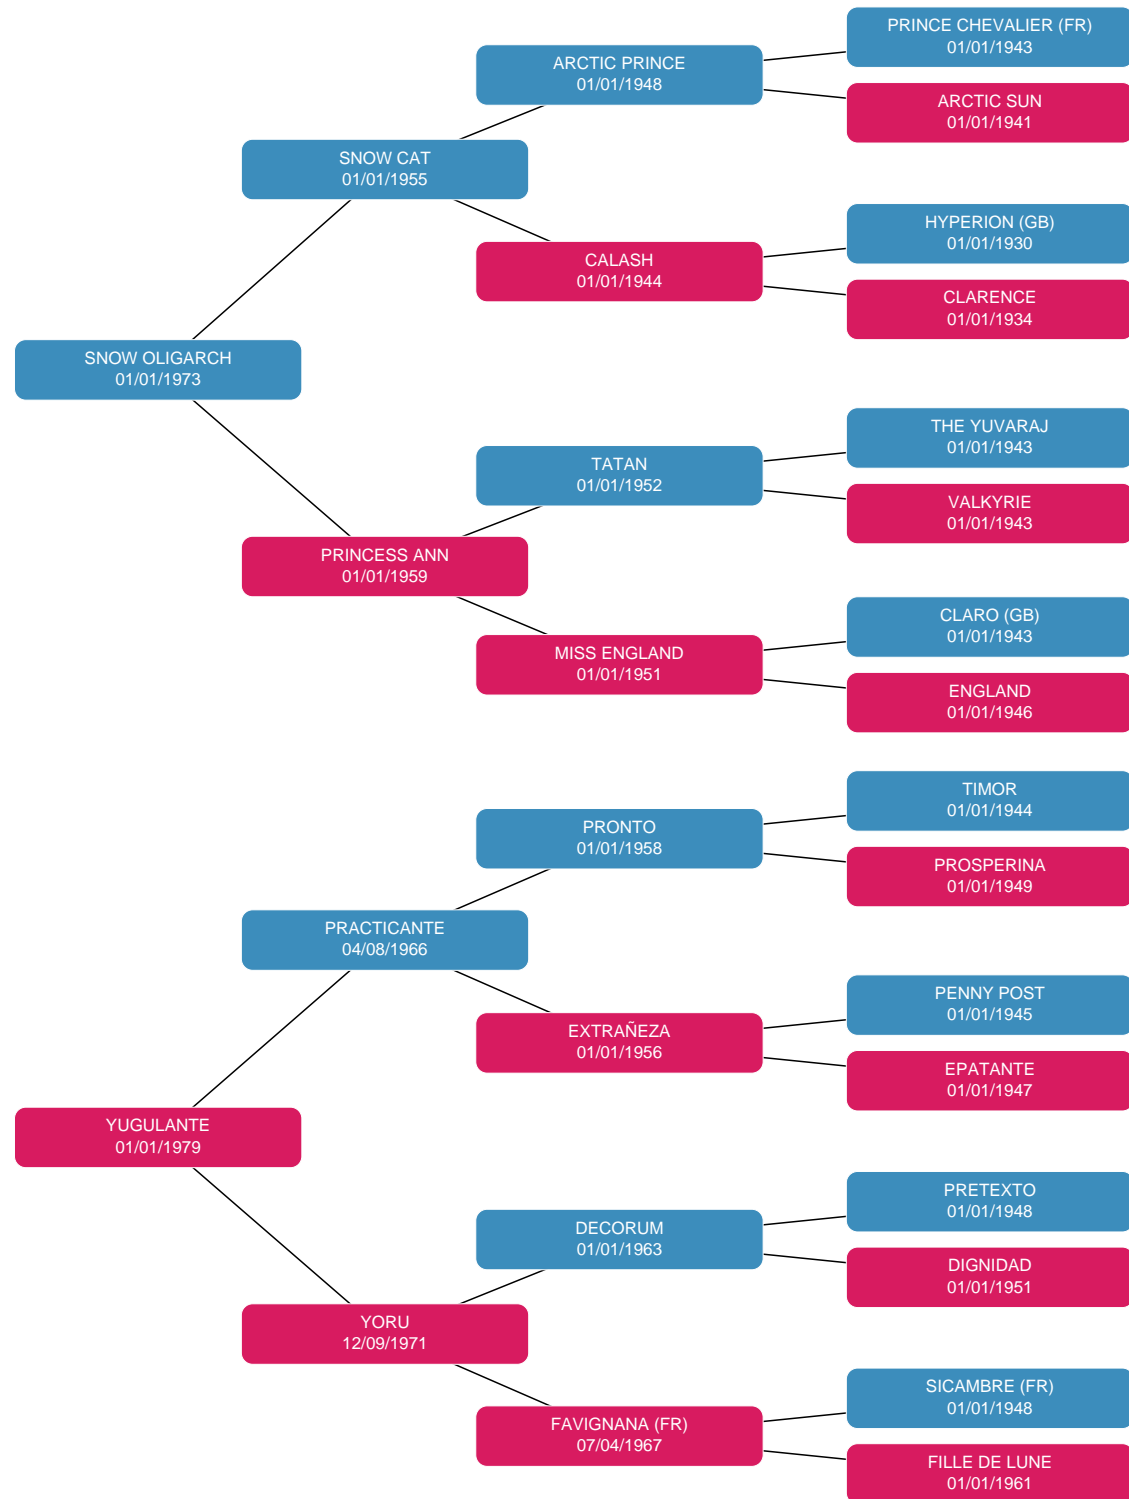 PRINCE CHEVALIER (FR)
01/01/1943
ARCTIC PRINCE
01/01/1948
ARCTIC SUN
01/01/1941
SNOW CAT
01/01/1955
HYPERION (GB)
01/01/1930
CALASH
01/01/1944
CLARENCE
01/01/1934
SNOW OLIGARCH
01/01/1973
THE YUVARAJ
01/01/1943
TATAN
01/01/1952
VALKYRIE
01/01/1943
PRINCESS ANN
01/01/1959
CLARO (GB)
01/01/1943
MISS ENGLAND
01/01/1951
ENGLAND
01/01/1946
TIMOR
01/01/1944
PRONTO
01/01/1958
PROSPERINA
01/01/1949
PRACTICANTE
04/08/1966
PENNY POST
01/01/1945
EXTRAÑEZA
01/01/1956
EPATANTE
01/01/1947
YUGULANTE
01/01/1979
PRETEXTO
01/01/1948
DECORUM
01/01/1963
DIGNIDAD
01/01/1951
YORU
12/09/1971
SICAMBRE (FR)
01/01/1948
FAVIGNANA (FR)
07/04/1967
FILLE DE LUNE
01/01/1961